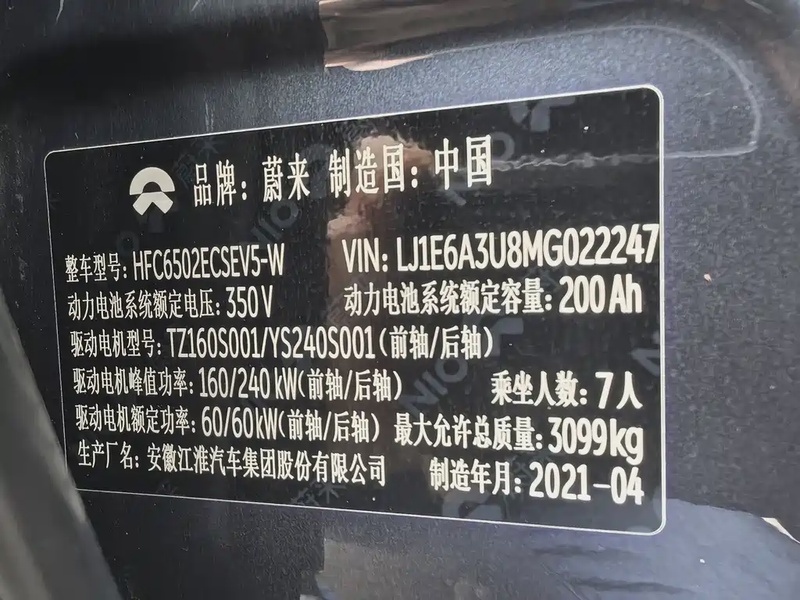 品牌：蔚来 制造国：中国
整车型号：HFC6502ECSEV5-W VIN: LJ1E6A3U8MG022247
动力电池系统额定电压：350V 动力电池系统额定容量：200Ah
驱动电机型号：TZ160S001/YS240S001(前轴/后轴)
驱动电机峰值功率：160/240kW(前轴/后轴) 乘坐人数：7人
驱动电机额定功率：60/60kW(前轴/后轴) 最大允许总质量：3099kg
生产厂名：安徽江淮汽车集团股份有限公司 制造年月：2021-04